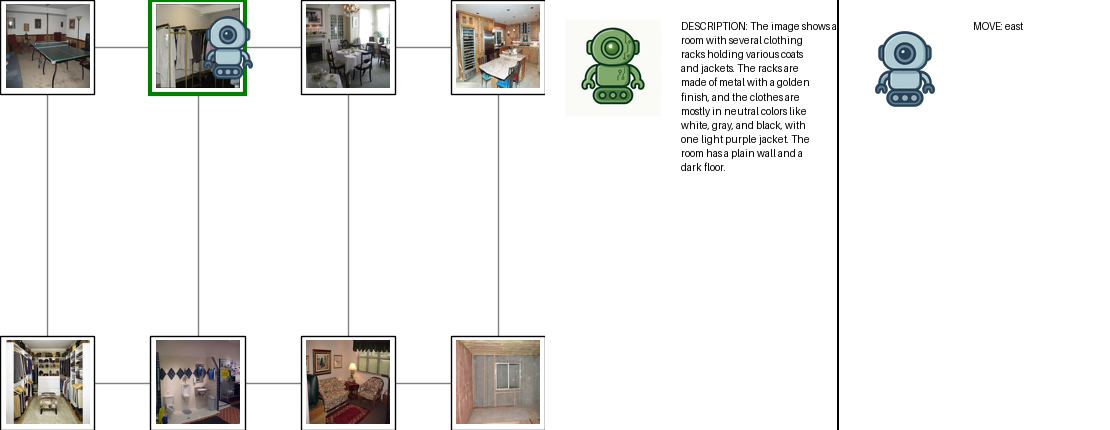 DESCRIPTION: The image shows a
room with several clothing
racks holding various coats
and jackets. The racks are
made of metal with a golden
finish, and the clothes are
mostly in neutral colors like
white, gray, and black, with
one light purple jacket. The
room has a plain wall and a
dark floor.
MOVE: east